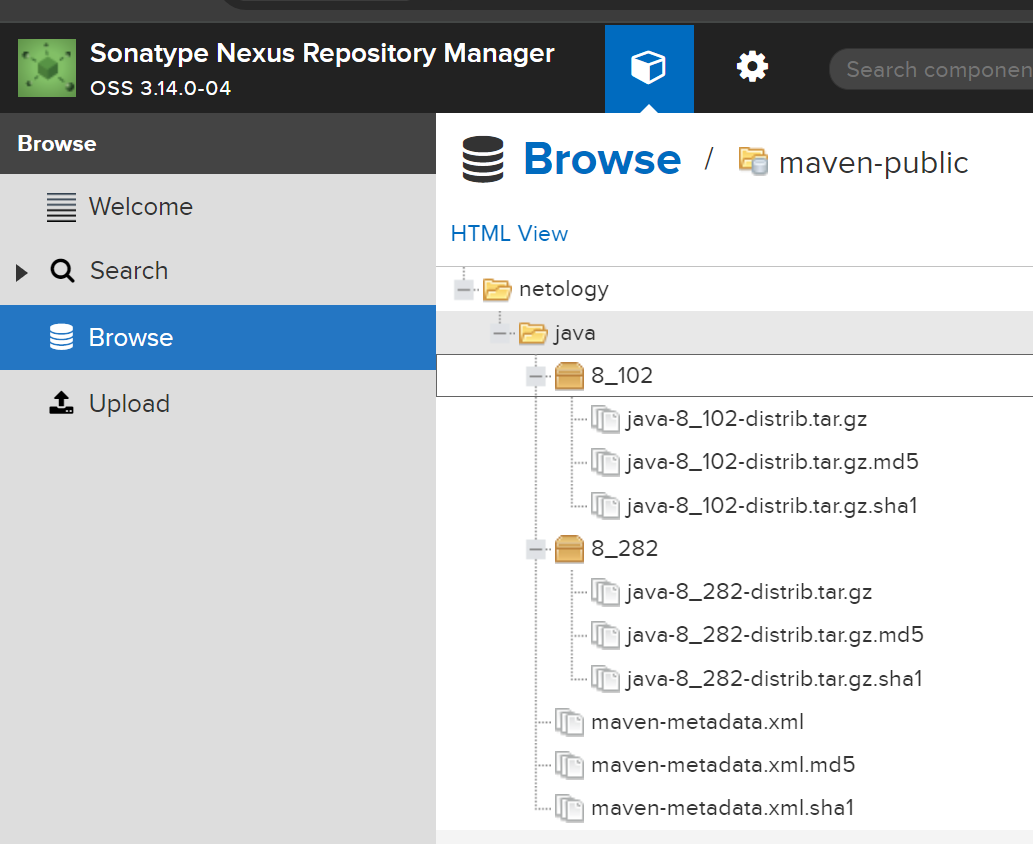 Sonatype Nexus Repository Manager
OSS 3.14.0-04
Search componen
Browse
Welcome
Search
Browse
Upload
Browse / maven-public
HTML View
netology
java
8_102
java-8_102-distrib.tar.gz
java-8_102-distrib.tar.gz.md5
java-8_102-distrib.tar.gz.sha1
8_282
java-8_282-distrib.tar.gz
java-8_282-distrib.tar.gz.md5
java-8_282-distrib.tar.gz.sha1
maven-metadata.xml
maven-metadata.xml.md5
maven-metadata.xml.sha1